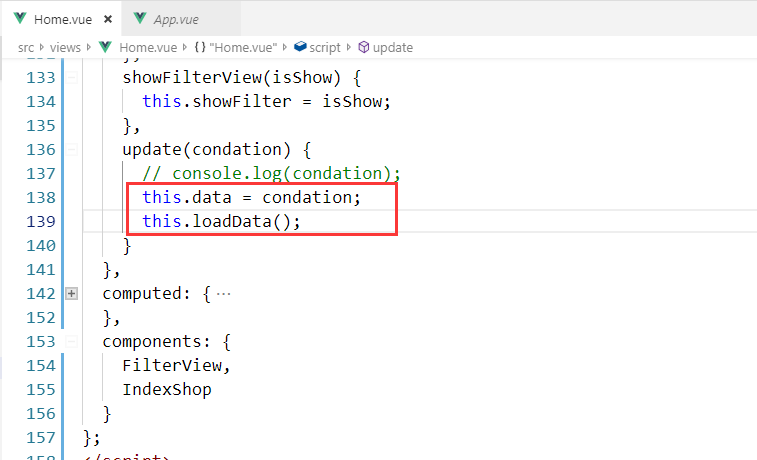 Home.vue × App.vue
src > views > Home.vue > {} "Home.vue" > script > update
132 },
133 showFilterView(isShow) {
134 this.showFilter = isShow;
135 },
136 update(condation) {
137 // console.log(condation);
138 this.data = condation;
139 this.loadData();
140 }
141 },
142 computed: { ...
152 },
153 components: {
154 FilterView,
155 IndexShop
156 }
157 };
158 </script>